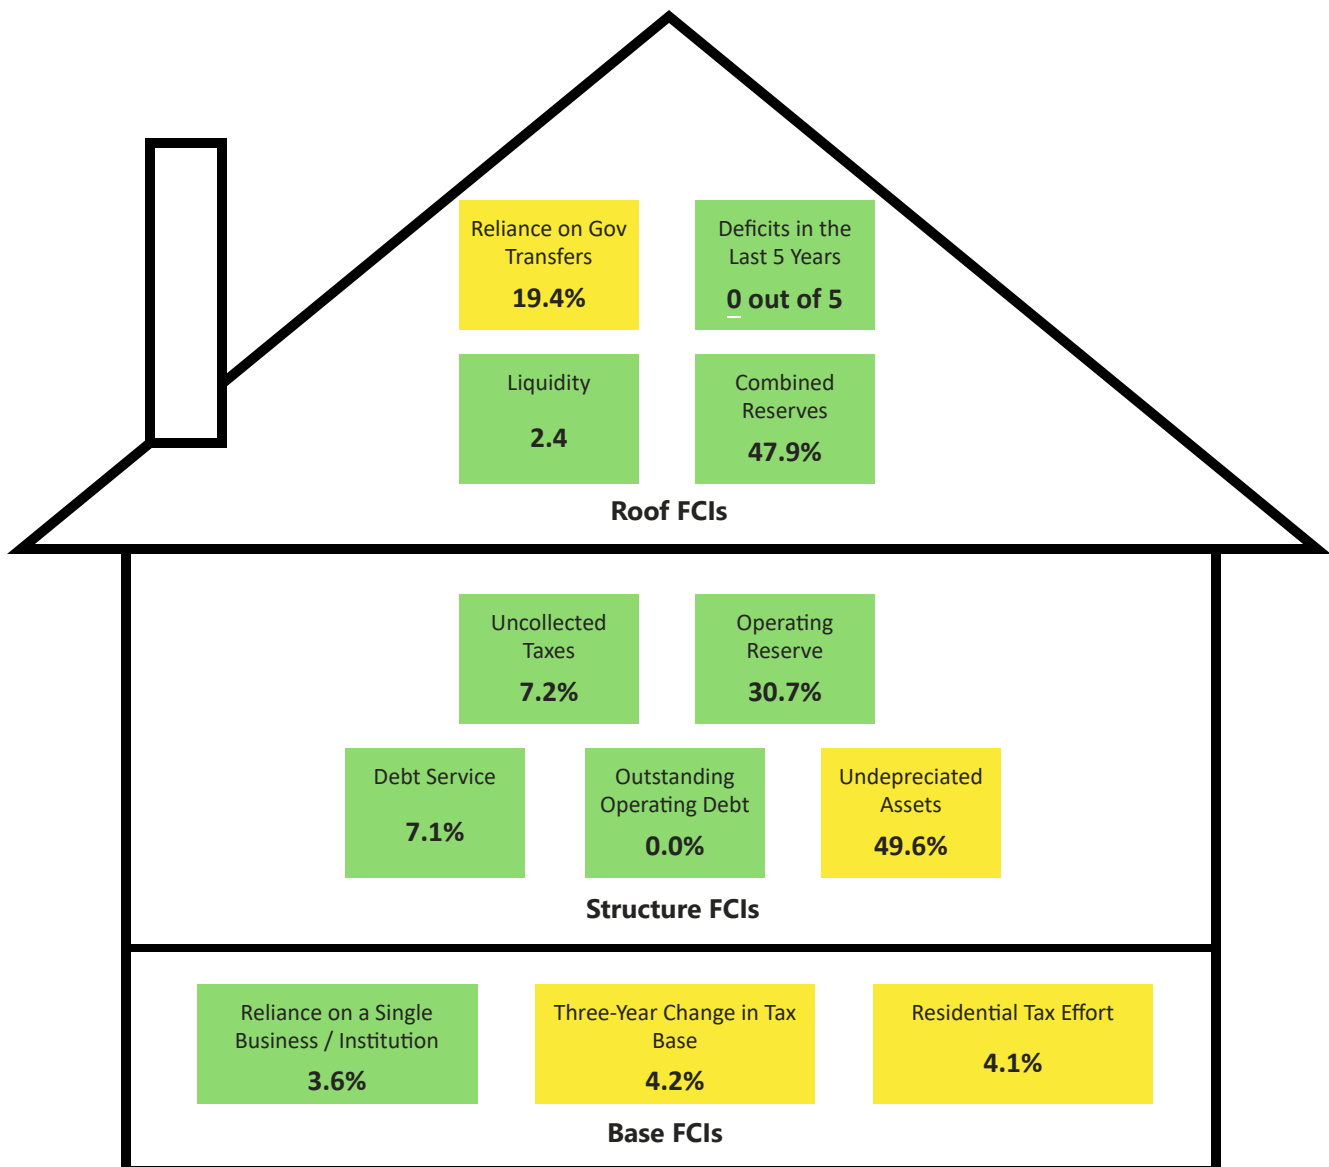 Reliance on Gov
Transfers
19.4%
Deficits in the
Last 5 Years
0 out of 5
Liquidity
2.4
Combined
Reserves
47.9%
Roof FCIs
Uncollected
Taxes
7.2%
Operating
Reserve
30.7%
Debt Service
7.1%
Outstanding
Operating Debt
0.0%
Undepreciated
Assets
49.6%
Structure FCIs
Reliance on a Single
Business / Institution
3.6%
Three-Year Change in Tax
Base
4.2%
Residential Tax Effort
4.1%
Base FCIs